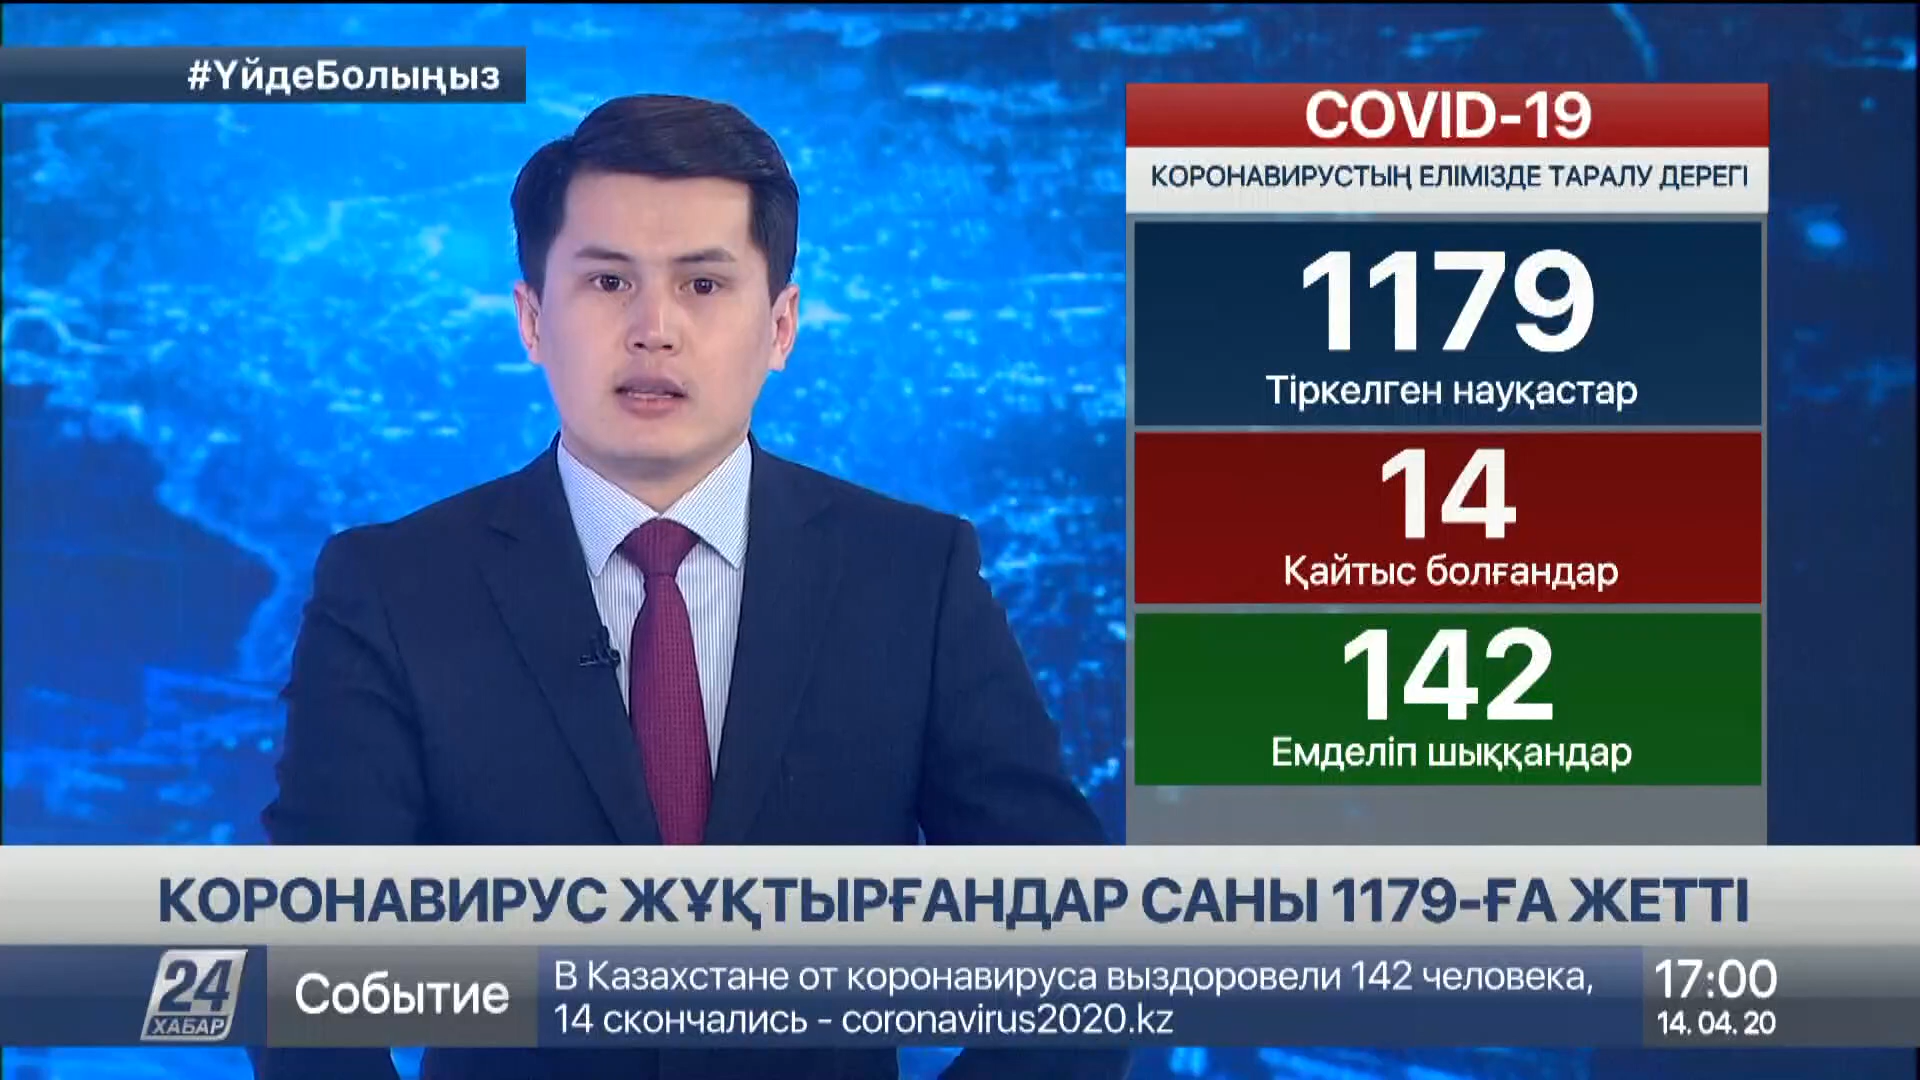 #ҮйдеБолыңыз
COVID-19
КОРОНАВИРУСТЫҢ ЕЛІМІЗДЕ ТАРАЛУ ДЕРЕГІ
1179
Тіркелген науқастар
14
Қайтыс болғандар
142
Емделіп шыққандар
КОРОНАВИРУС ЖҰҚТЫРҒАНДАР САНЫ 1179-ҒА ЖЕТТІ
24
ХАБАР
Событие
В Казахстане от коронавируса выздоровели 142 человека,
14 скончались - coronavirus2020.kz
17:00
14. 04. 20